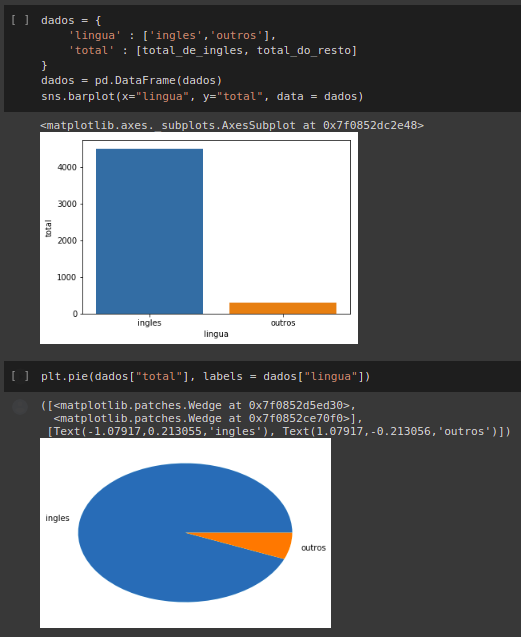 [ ] dados = {
'lingua' : ['ingles','outros'],
'total' : [total_de_ingles, total_do_resto]
}
dados = pd.DataFrame(dados)
sns.barplot(x="lingua", y="total", data = dados)
<matplotlib.axes._subplots.AxesSubplot at 0x7f0852dc2e48>
4000
3000
2000
1000
0
total
ingles outros
lingua
[ ] plt.pie(dados["total"], labels = dados["lingua"])
([<matplotlib.patches.Wedge at 0x7f0852d5ed30>,
<matplotlib.patches.Wedge at 0x7f0852ce70f0>],
[Text(-1.07917,0.213055,'ingles'), Text(1.07917,-0.213056,'outros')])
ingles
outros